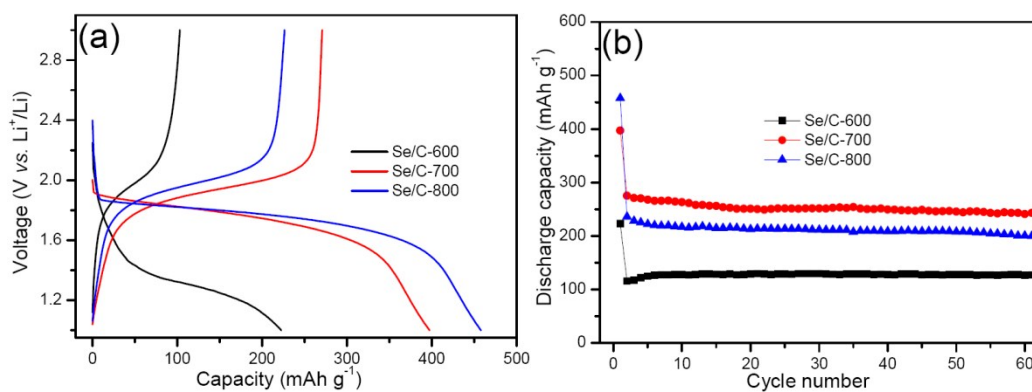 (a)
2.8
2.4
2.0
1.6
1.2
Voltage (V vs. Li⁺/Li)
Se/C-600
Se/C-700
Se/C-800
0 100 200 300 400 500
Capacity (mAh g⁻¹)
(b)
600
500
400
300
200
100
0
Discharge capacity (mAh g⁻¹)
Se/C-600
Se/C-700
Se/C-800
0 10 20 30 40 50 60
Cycle number